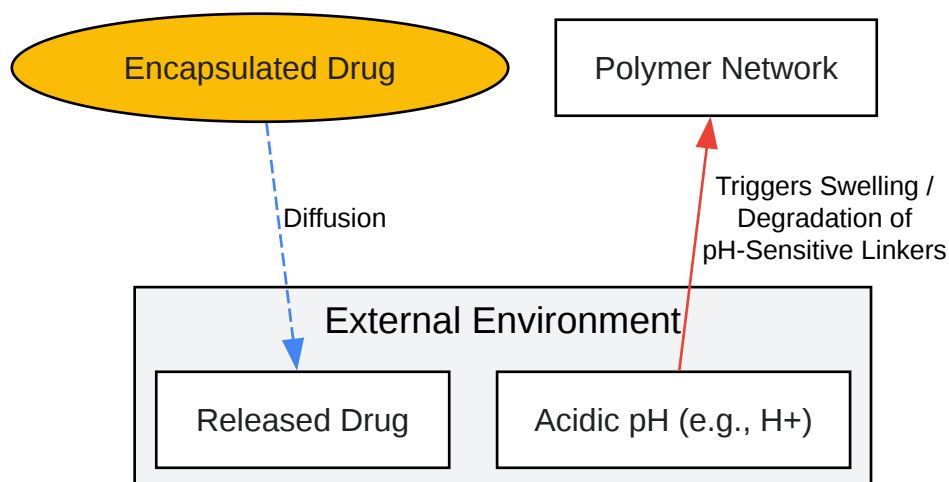 Encapsulated Drug
Polymer Network
Diffusion
Triggers Swelling /
Degradation of
pH-Sensitive Linkers
External Environment
Released Drug
Acidic pH (e.g., H+)